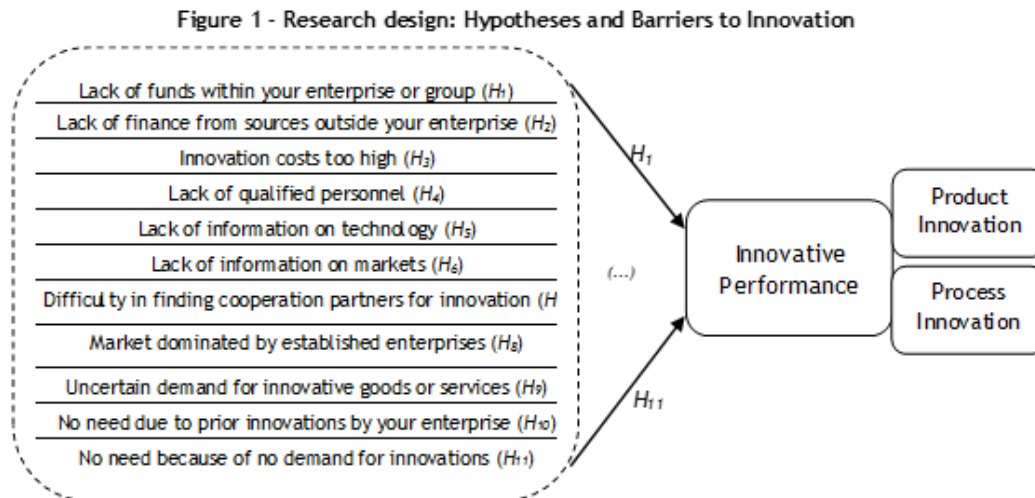 Figure 1 - Research design: Hypotheses and Barriers to Innovation
Lack of funds within your enterprise or group (H₁)
Lack of finance from sources outside your enterprise (H₂)
Innovation costs too high (H₃)
Lack of qualified personnel (H₄)
Lack of information on technology (H₅)
Lack of information on markets (H₆)
Difficulty in finding cooperation partners for innovation (H
Market dominated by established enterprises (H₈)
Uncertain demand for innovative goods or services (H₉)
No need due to prior innovations by your enterprise (H₁₀)
No need because of no demand for innovations (H₁₁)
H₁
(...)
H₁₁
Innovative
Performance
Product
Innovation
Process
Innovation